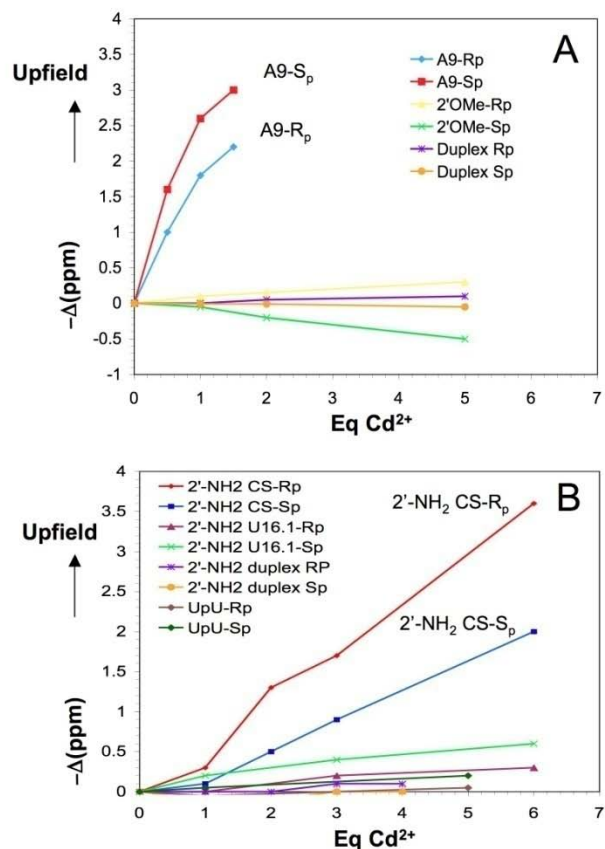 A
4
3.5
3
2.5
2
1.5
1
0.5
0
-0.5
-1
Upfield
−Δ(ppm)
A9-Sp
A9-Rp
A9-Rp
A9-Sp
2'OMe-Rp
2'OMe-Sp
Duplex Rp
Duplex Sp
0 1 2 3 4 5 6 7
Eq Cd²⁺
B
4
3.5
3
2.5
2
1.5
1
0.5
0
Upfield
−Δ(ppm)
2'-NH2 CS-Rp
2'-NH2 CS-Sp
2'-NH2 U16.1-Rp
2'-NH2 U16.1-Sp
2'-NH2 duplex RP
2'-NH2 duplex Sp
UpU-Rp
UpU-Sp
2'-NH₂ CS-Rp
2'-NH₂ CS-Sp
0 1 2 3 4 5 6 7
Eq Cd²⁺